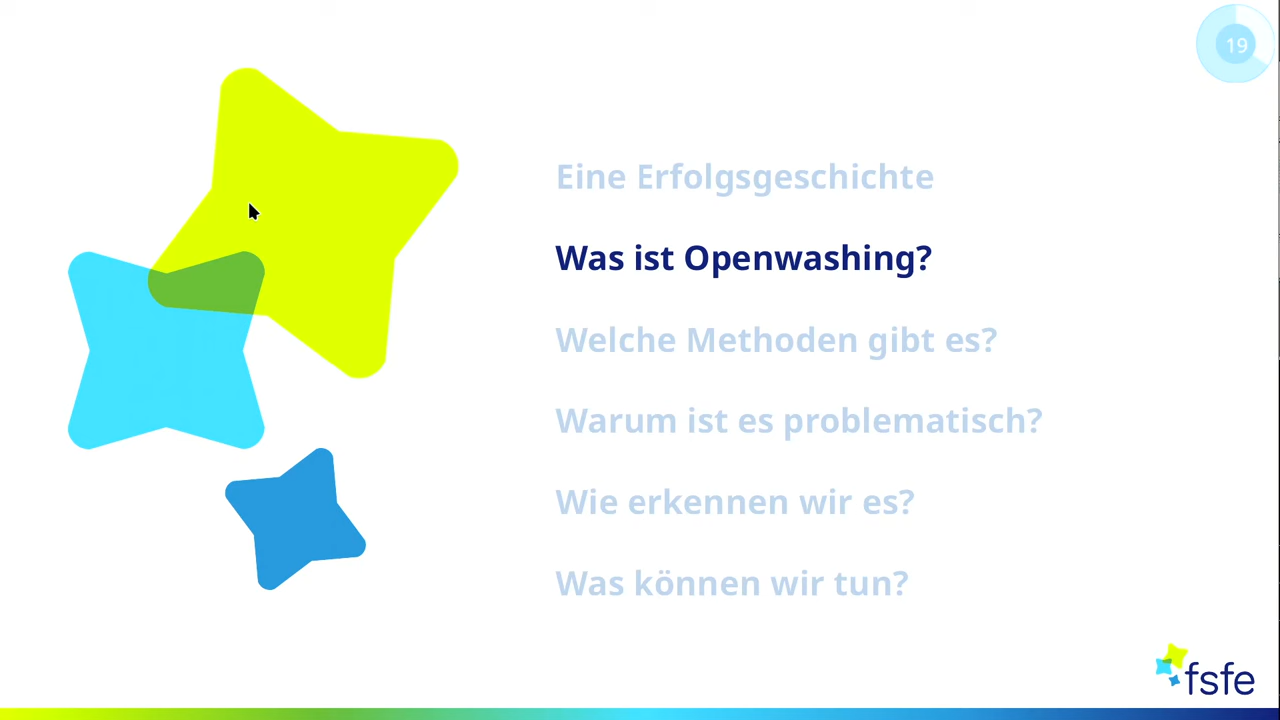 19
Eine Erfolgsgeschichte
Was ist Openwashing?
Welche Methoden gibt es?
Warum ist es problematisch?
Wie erkennen wir es?
Was können wir tun?
fsfe